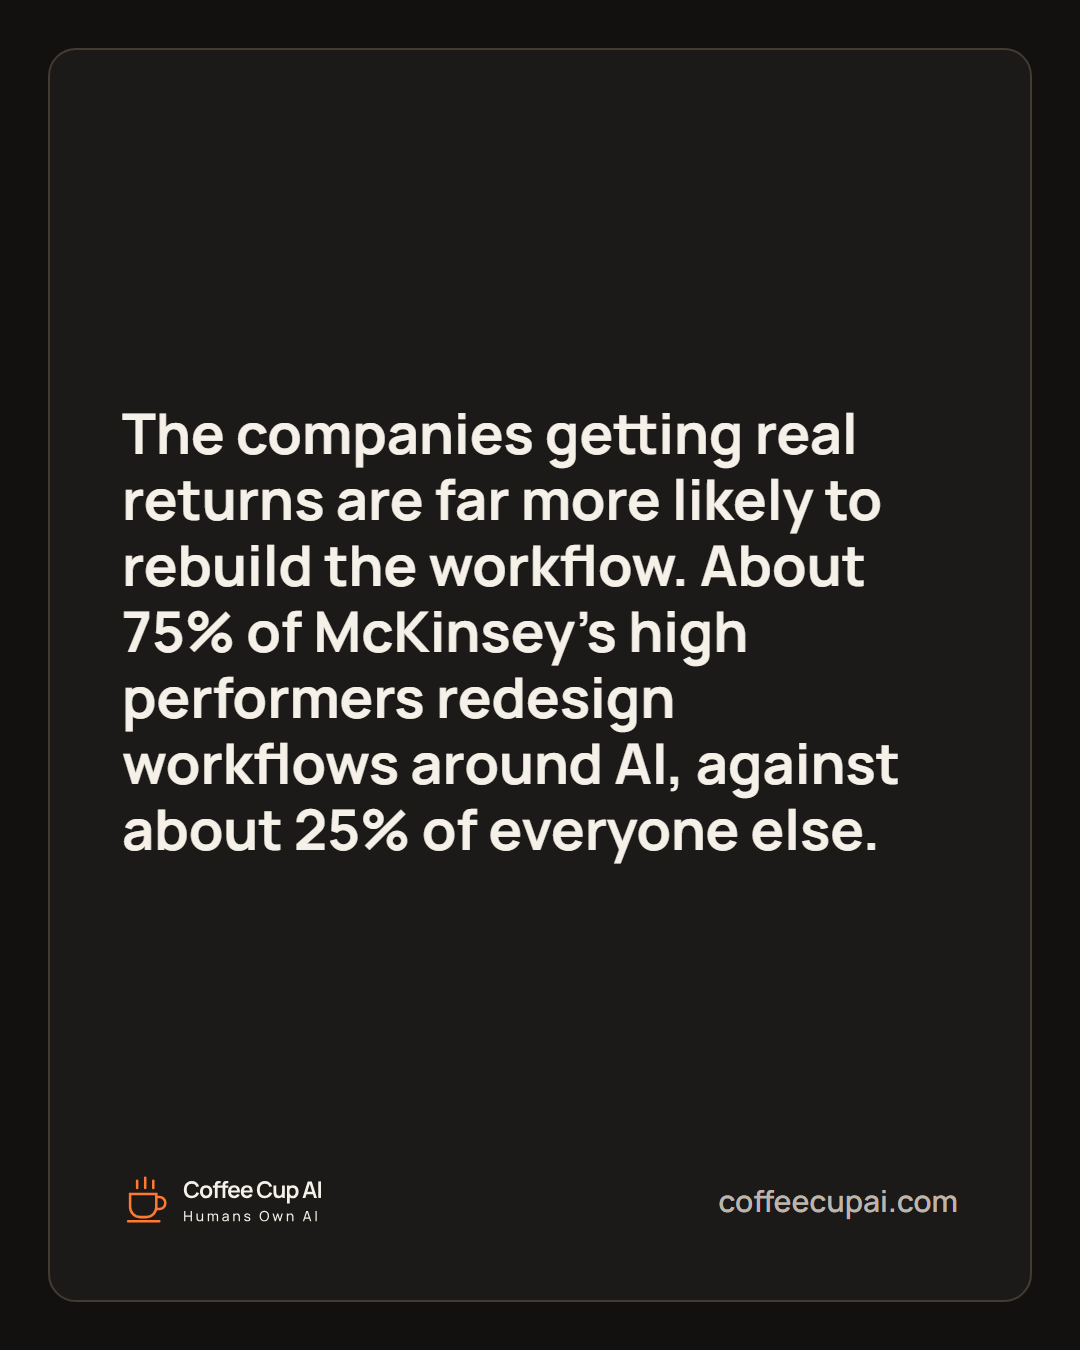 The companies getting real
returns are far more likely to
rebuild the workflow. About
75% of McKinsey’s high
performers redesign
workflows around AI, against
about 25% of everyone else.
Coffee Cup AI
Humans Own AI
coffeecupai.com